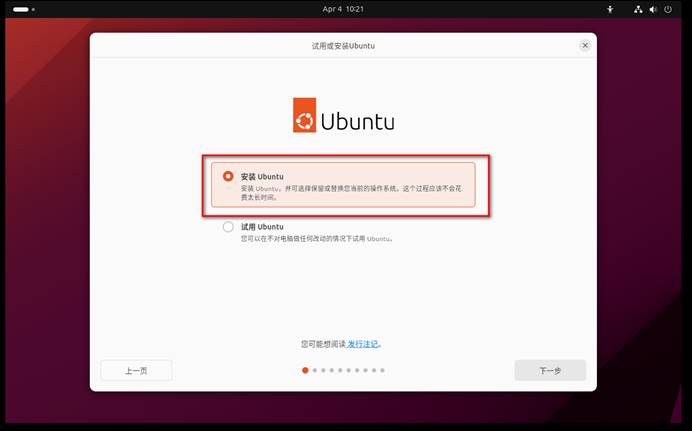 Apr 4 10:21
试用或安装Ubuntu
Ubuntu
安装 Ubuntu
安装 Ubuntu，并可选择保留或替换您当前的操作系统。这个过程应该不会花
费太长时间。
试用 Ubuntu
您可以在不对电脑做任何改动的情况下试用 Ubuntu。
您可能想阅读 发行注记。
上一页
下一步